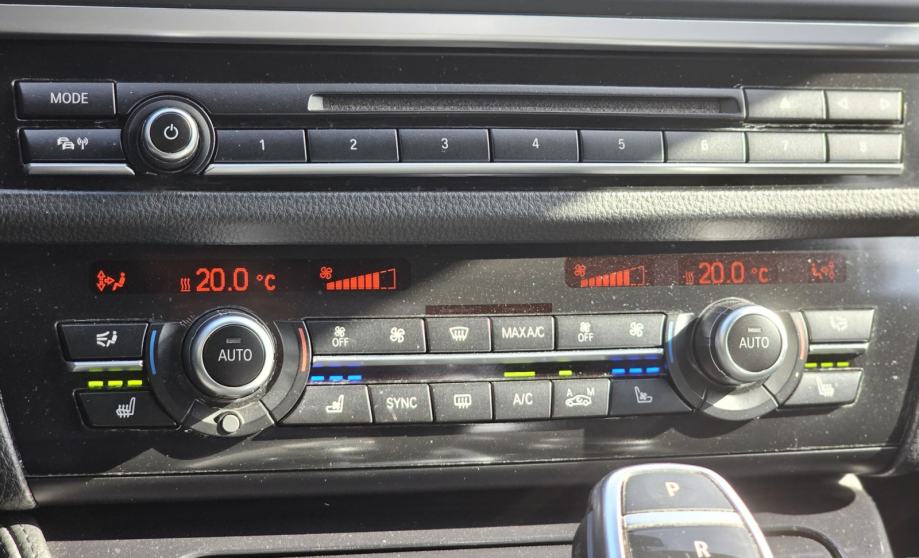 MODE
1 2 3 4 5 6 7 8
20.0 °C
20.0 °C
AUTO
OFF
MAX A/C
OFF
AUTO
SYNC
A/C
A M
P
R